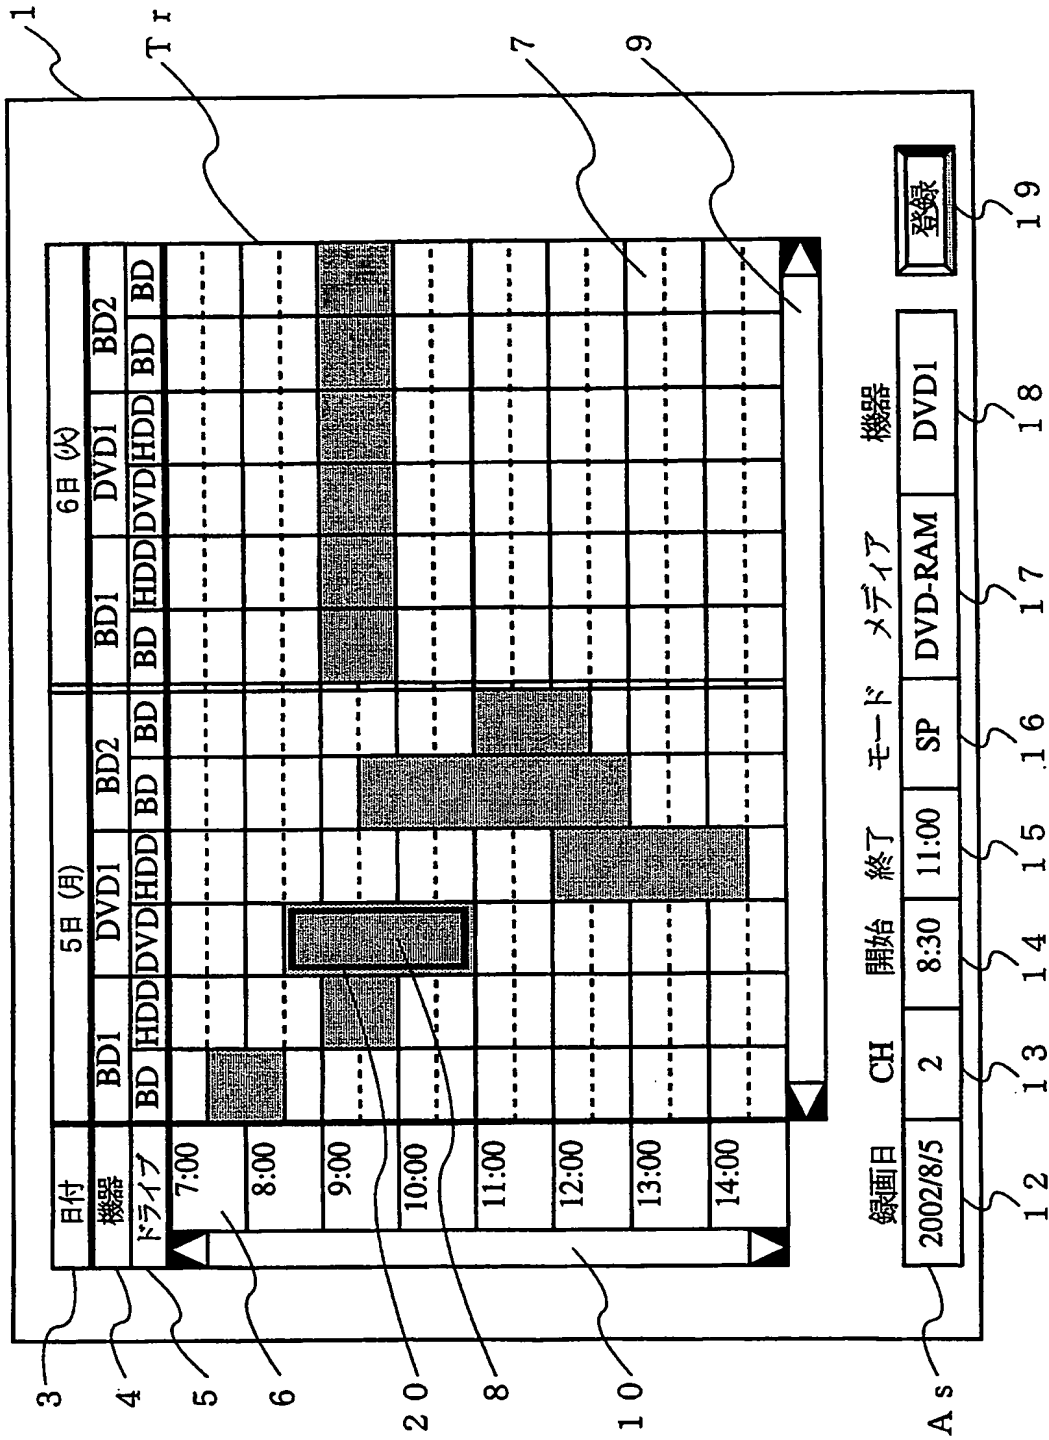 1
Tr
7
9
日付 5日 (月) 6日 (火)
機器 BD1 DVD1 BD2 BD1 DVD1 BD2
ドライブ BD HDD DVD HDD BD BD BD HDD DVD HDD BD BD
7:00
8:00
9:00
10:00
11:00
12:00
13:00
14:00
3
4
5
6
20
8
10
録画日 CH 開始 終了 モード メディア 機器
2002/8/5 2 8:30 11:00 SP DVD-RAM DVD1 登録
As
12 13 14 15 16 17 18 19